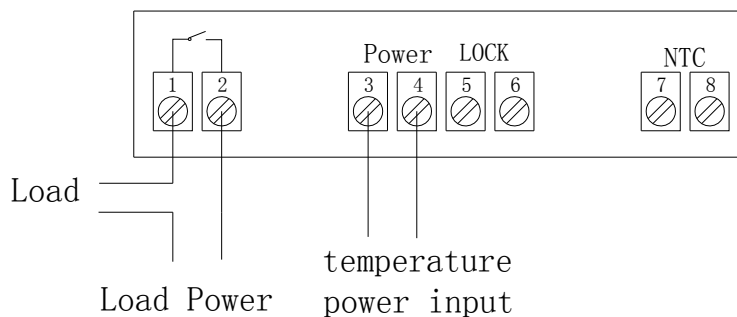 Power LOCK NTC
1 2 3 4 5 6 7 8
Load
temperature
Load Power power input